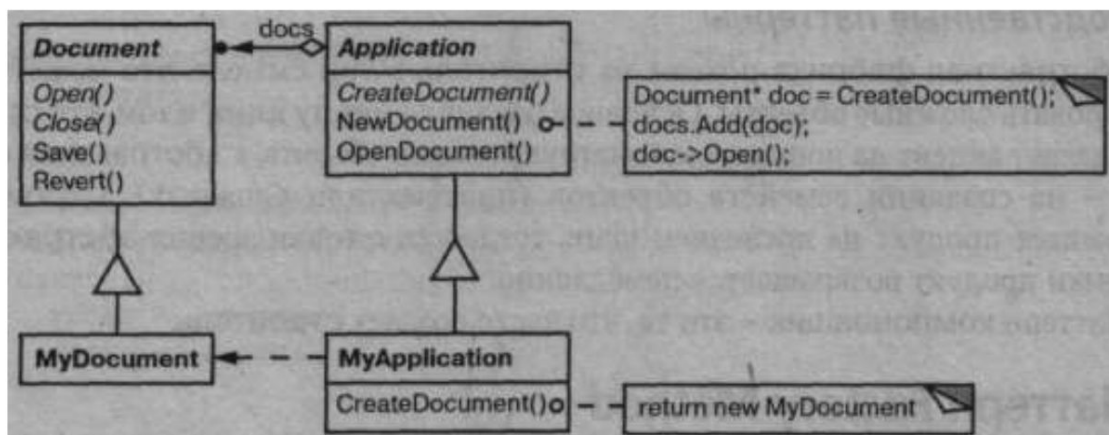 Document
Open()
Close()
Save()
Revert()
docs
Application
CreateDocument()
NewDocument()
OpenDocument()
Document* doc = CreateDocument();
docs.Add(doc);
doc->Open();
MyDocument
MyApplication
CreateDocument()
return new MyDocument